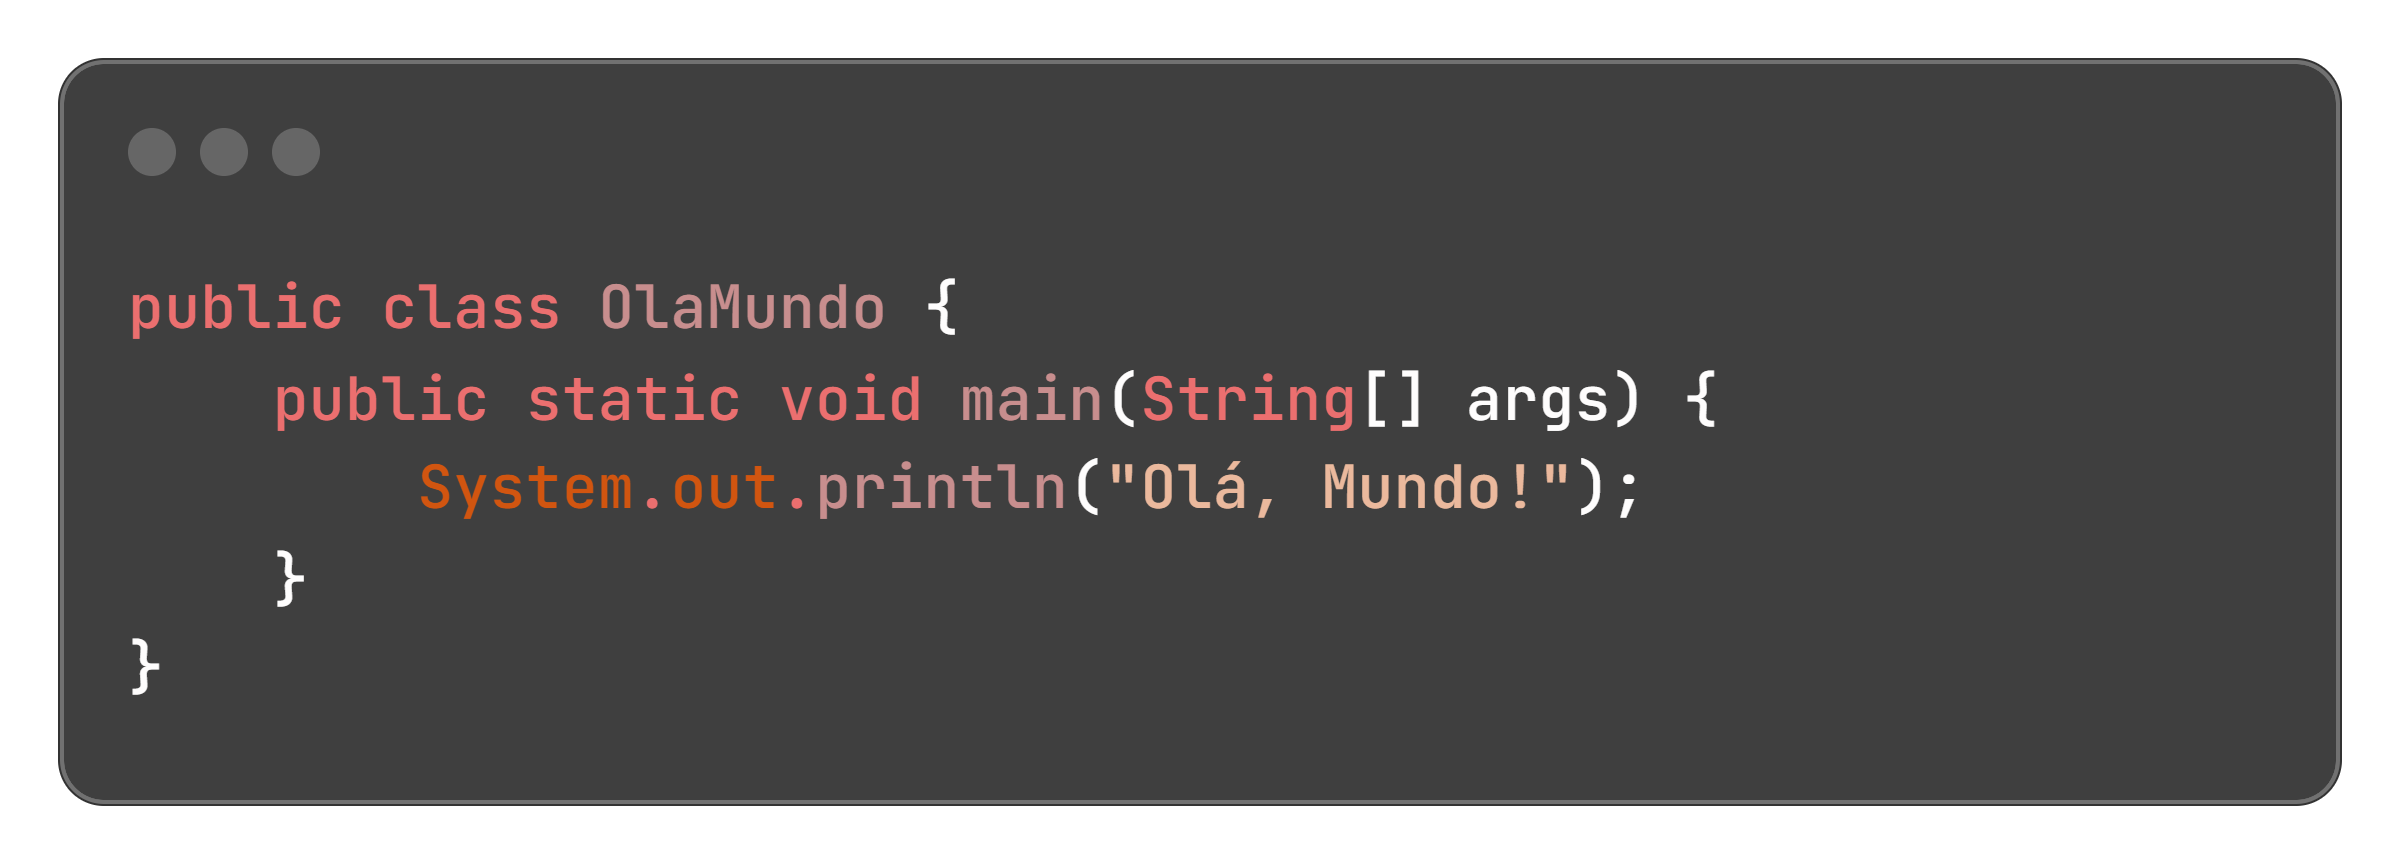 public class OlaMundo {
    public static void main(String[] args) {
        System.out.println("Olá, Mundo!");
    }
}